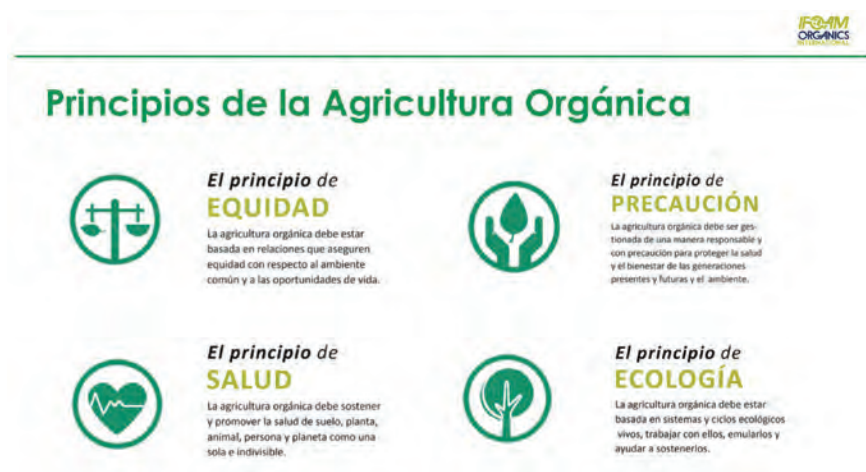 IFOAM
ORGANICS
INTERNATIONAL
Principios de la Agricultura Orgánica
El principio de
EQUIDAD
La agricultura orgánica debe estar
basada en relaciones que aseguren
equidad con respecto al ambiente
común y a las oportunidades de vida.
El principio de
PRECAUCIÓN
La agricultura orgánica debe ser ges-
tionada de una manera responsable y
con precaución para proteger la salud
y el bienestar de las generaciones
presentes y futuras y el ambiente.
El principio de
SALUD
La agricultura orgánica debe sostener
y promover la salud de suelo, planta,
animal, persona y planeta como una
sola e indivisible.
El principio de
ECOLOGÍA
La agricultura orgánica debe estar
basada en sistemas y ciclos ecológicos
vivos, trabajar con ellos, emularlos y
ayudar a sostenerlos.